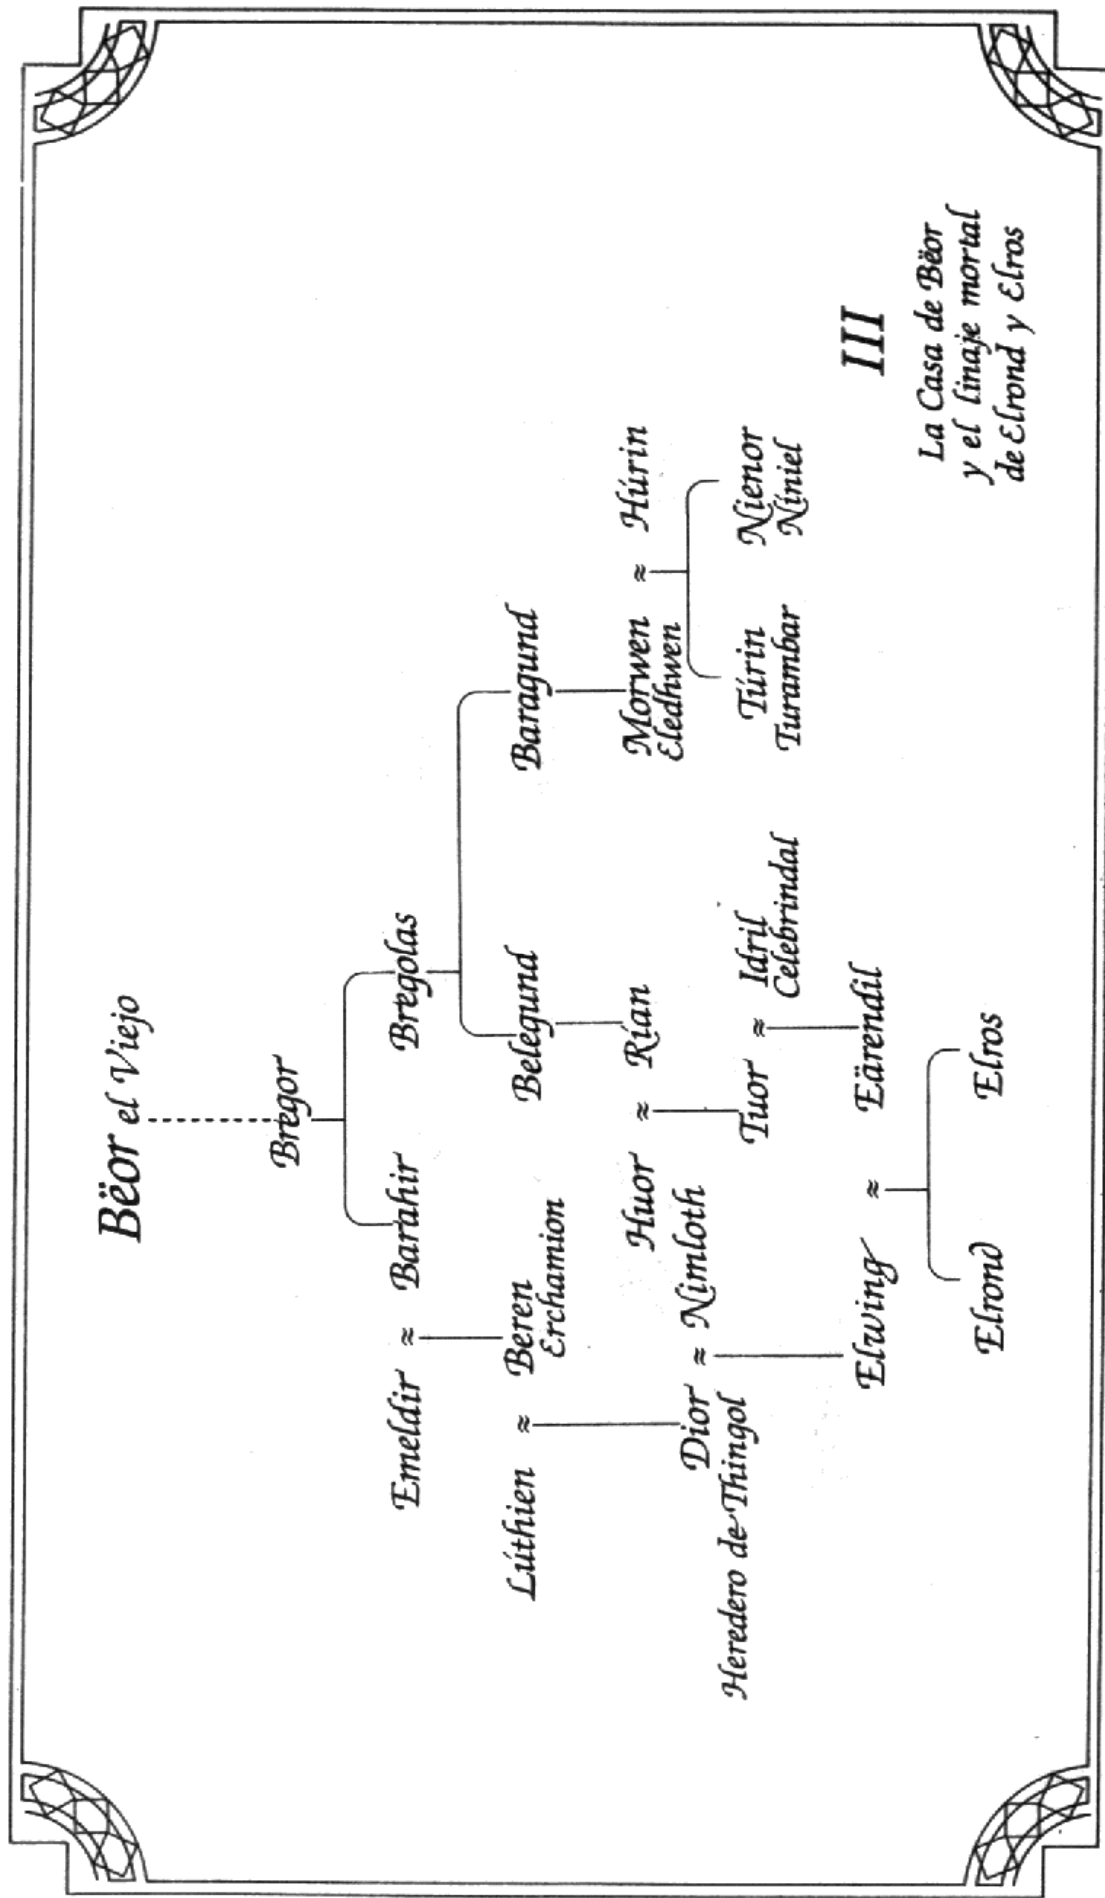 Bëor el Viejo
Bregor
Emeldir ≈ Barahir
Bregolas
Lúthien ≈ Beren
Erchamion
Belegund
Baragund
Huor ≈ Rían
Morwen ≈ Húrin
Eledhwen
Dior ≈ Nimloth
Heredero de Thingol
Tuor ≈ Idril
Celebrindal
Túrin
Turambar
Nienor
Níniel
Elwing ≈ Eärendil
Elrond
Elros
III
La Casa de Bëor
y el linaje mortal
de Elrond y Elros